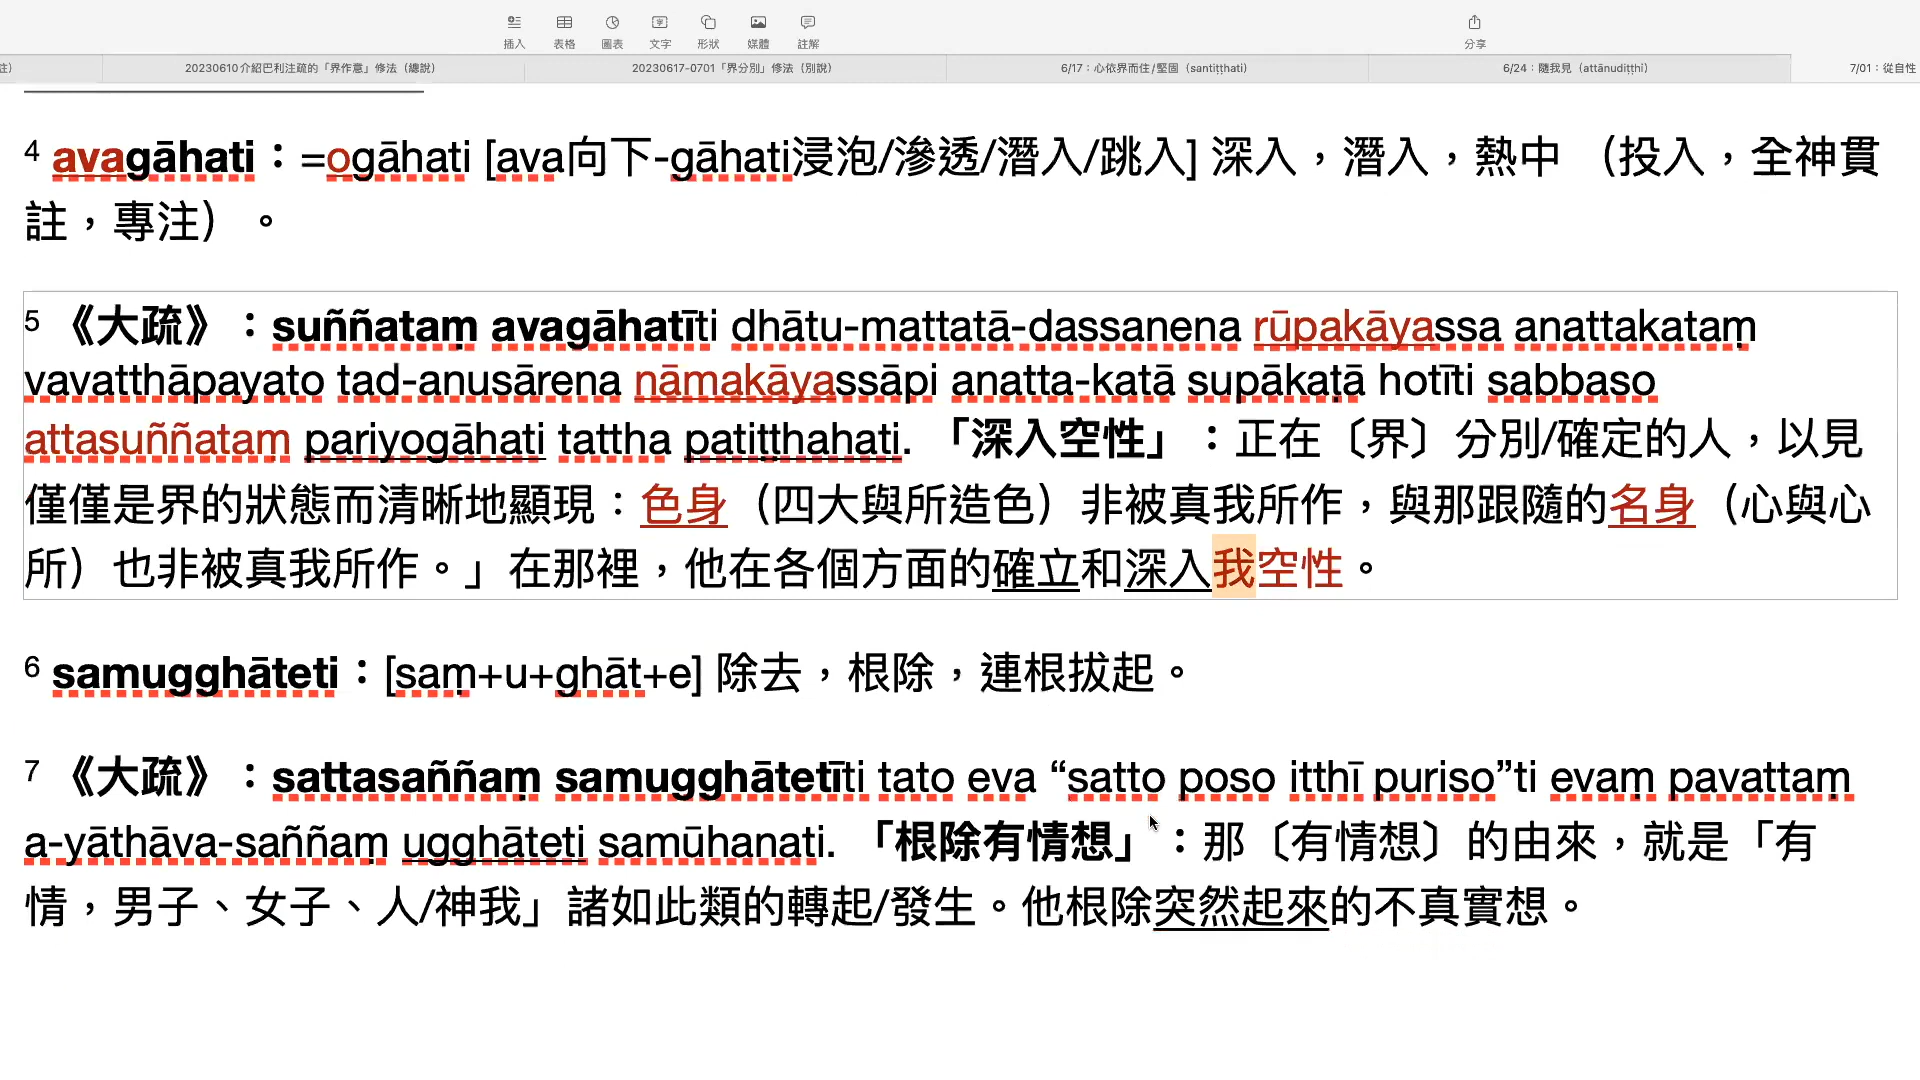 插入 表格 圖表 文字 形狀 媒體 註解 分享
註） 20230610介紹巴利注疏的「界作意」修法（總說） 20230617-0701「界分別」修法（別說） 6/17：心依界而住/堅固（santiṭṭhati） 6/24：隨我見（attānudiṭṭhi） 7/01：從自性
4 avagāhati：=ogāhati [ava向下-gāhati浸泡/滲透/潛入/跳入] 深入，潛入，熱中 （投入，全神貫
註，專注）。
5 《大疏》：suññataṃ avagāhatīti dhātu-mattatā-dassanena rūpakāyassa anattakataṃ
vavatthāpayato tad-anusārena nāmakāyassāpi anatta-katā supākaṭā hotīti sabbaso
attasuññataṃ pariyogāhati tattha patiṭṭhahati. 「深入空性」：正在〔界〕分別/確定的人，以見
僅僅是界的狀態而清晰地顯現：色身（四大與所造色）非被真我所作，與那跟隨的名身（心與心
所）也非被真我所作。」在那裡，他在各個方面的確立和深入我空性。
6 samugghāteti：[saṃ+u+ghāt+e] 除去，根除，連根拔起。
7 《大疏》：sattasaññaṃ samugghātetīti tato eva “satto poso itthī puriso”ti evaṃ pavattaṃ
a-yāthāva-saññaṃ ugghāteti samūhanati. 「根除有情想」：那〔有情想〕的由來，就是「有
情，男子、女子、人/神我」諸如此類的轉起/發生。他根除突然起來的不真實想。